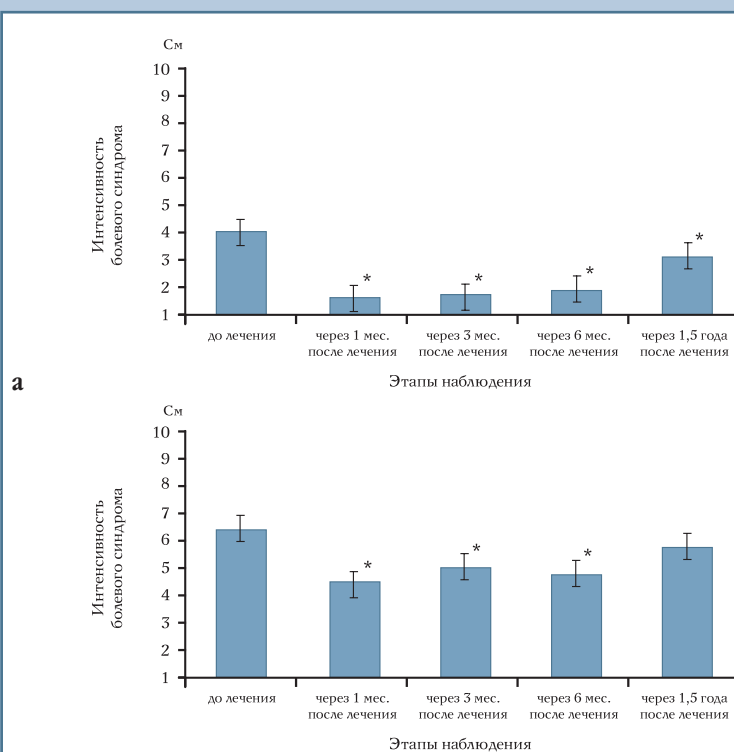 См
10
9
8
7
6
5
4
3
2
1
Интенсивность
болевого синдрома
*
*
*
*
до лечения
через 1 мес.
после лечения
через 3 мес.
после лечения
через 6 мес.
после лечения
через 1,5 года
после лечения
Этапы наблюдения
а
См
10
9
8
7
6
5
4
3
2
1
Интенсивность
болевого синдрома
*
*
*
до лечения
через 1 мес.
после лечения
через 3 мес.
после лечения
через 6 мес.
после лечения
через 1,5 года
после лечения
Этапы наблюдения